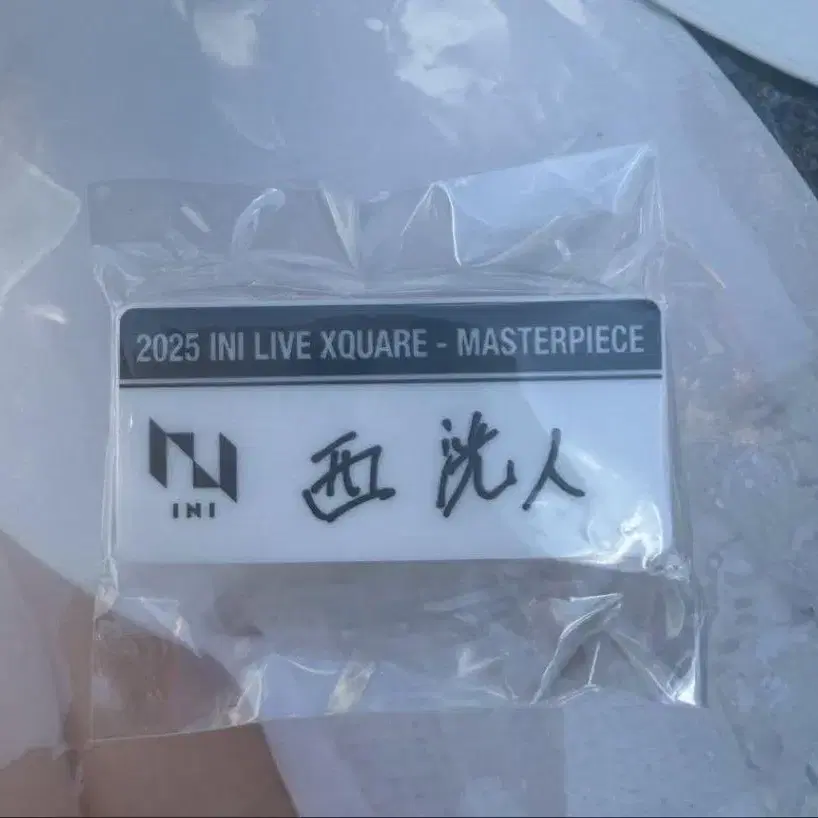 2025 INI LIVE XQUARE - MASTERPIECE
INI 西 洸人